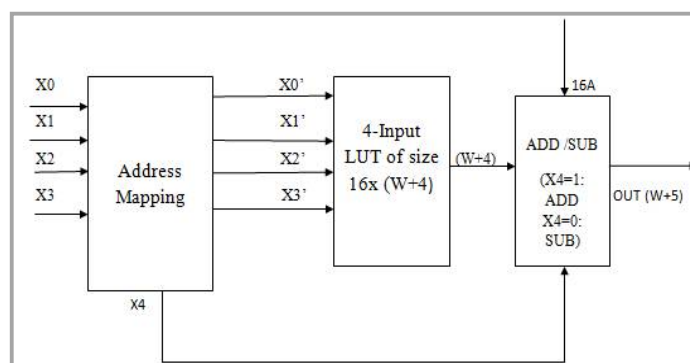 X0
X1
X2
X3
Address
Mapping
X4
X0'
X1'
X2'
X3'
4-Input
LUT of size
16x (W+4)
(W+4)
16A
ADD /SUB
(X4=1:
ADD
X4=0:
SUB)
OUT (W+5)